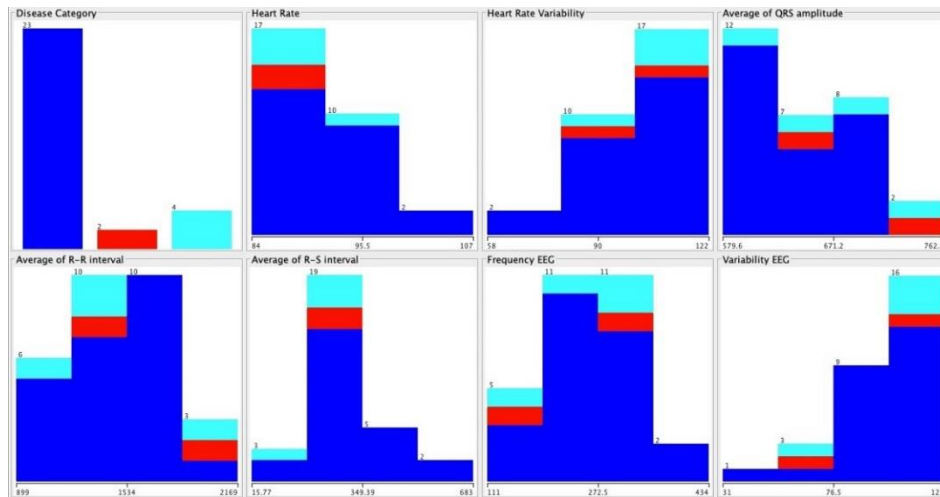 Disease Category
23
2
4
Heart Rate
17
10
2
84 95.5 107
Heart Rate Variability
2
10
17
58 90 122
Average of QRS amplitude
12
7
8
2
579.6 671.2 762.
Average of R-R interval
6
10
10
3
899 1534 2169
Average of R-S interval
3
19
5
2
15.77 349.39 683
Frequency EEG
5
11
11
2
111 272.5 434
Variability EEG
1
3
9
16
31 76.5 12